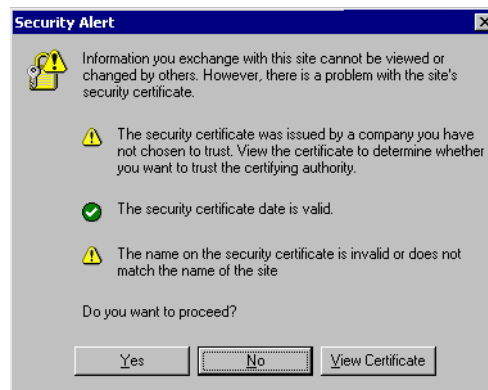 Security Alert
Information you exchange with this site cannot be viewed or
changed by others. However, there is a problem with the site's
security certificate.
The security certificate was issued by a company you have
not chosen to trust. View the certificate to determine whether
you want to trust the certifying authority.
The security certificate date is valid.
The name on the security certificate is invalid or does not
match the name of the site
Do you want to proceed?
Yes
No
View Certificate